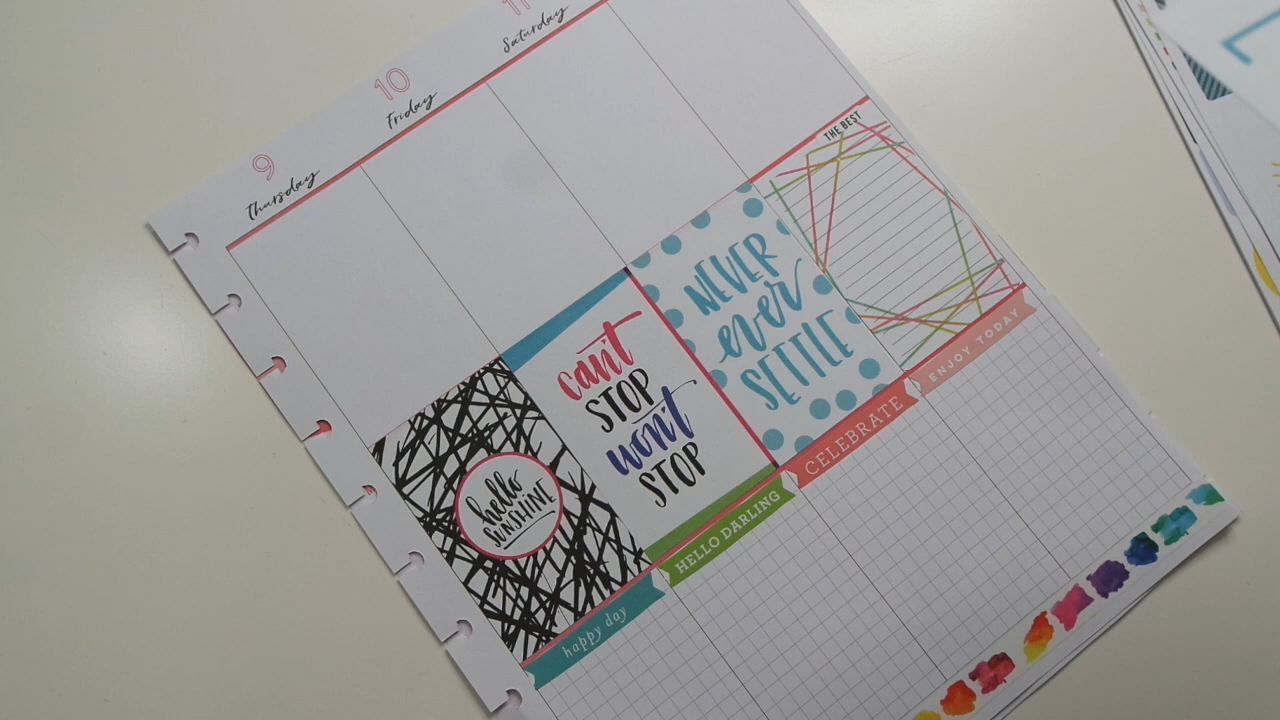 9
Thursday
10
Friday
11
Saturday
hello
SUNSHINE
can't
STOP
won't
STOP
NEVER
ever
SETTLE
THE BEST
happy day
HELLO DARLING
CELEBRATE
ENJOY TODAY